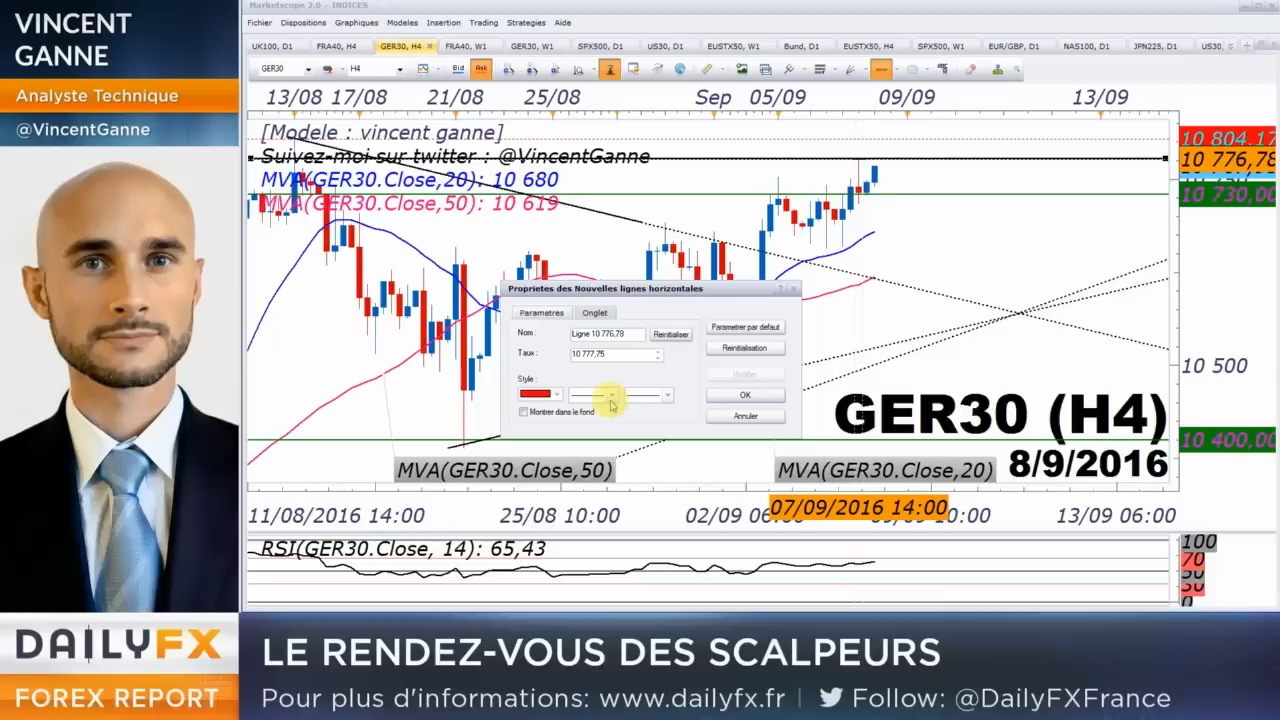 VINCENT
GANNE
Analyste Technique
@VincentGanne
DAILYFX
FOREX REPORT
Marketscope 2.0 - INDICES
Fichier Dispositions Graphiques Modeles Insertion Trading Strategies Aide
UK100, D1 FRA40, H4 GER30, H4 FRA40, W1 GER30, W1 SPX500, D1 US30, D1 EUSTX50, W1 Bund, D1 EUSTX50, H4 SPX500, W1 EUR/GBP, D1 NAS100, D1 JPN225, D1 US30,
GER30 H4 Bid Ask
13/08 17/08 21/08 25/08 Sep 05/09 09/09 13/09
[Modele : vincent ganne]
Suivez-moi sur twitter : @VincentGanne
MVA(GER30.Close,20): 10 680
MVA(GER30.Close,50): 10 619
10 804,17
10 776,78
10 730,00
10 500
10 400,00
Proprietes des Nouvelles lignes horizontales
Parametres Onglet
Nom : Ligne 10 776,78 Reinitialiser
Taux : 10 777,75
Style :
Montrer dans le fond
Parametrer par defaut
Reinitialisation
Modifier
OK
Annuler
GER30 (H4)
8/9/2016
MVA(GER30.Close,50)
MVA(GER30.Close,20)
11/08/2016 14:00 25/08 10:00 02/09 06:00 07/09/2016 14:00 13/09 06:00
RSI(GER30.Close, 14): 65,43
100
70
50
30
0
LE RENDEZ-VOUS DES SCALPEURS
Pour plus d'informations: www.dailyfx.fr | Follow: @DailyFXFrance